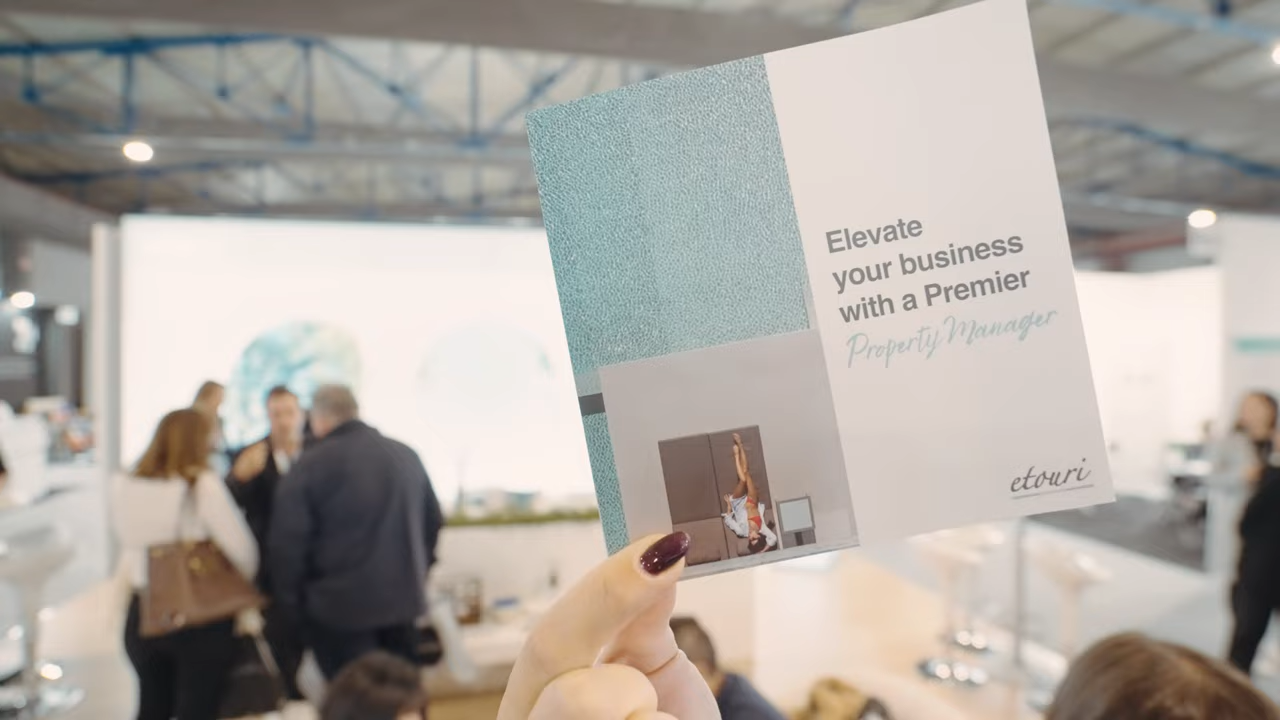 Elevate
your business
with a Premier
Property Manager
etouri